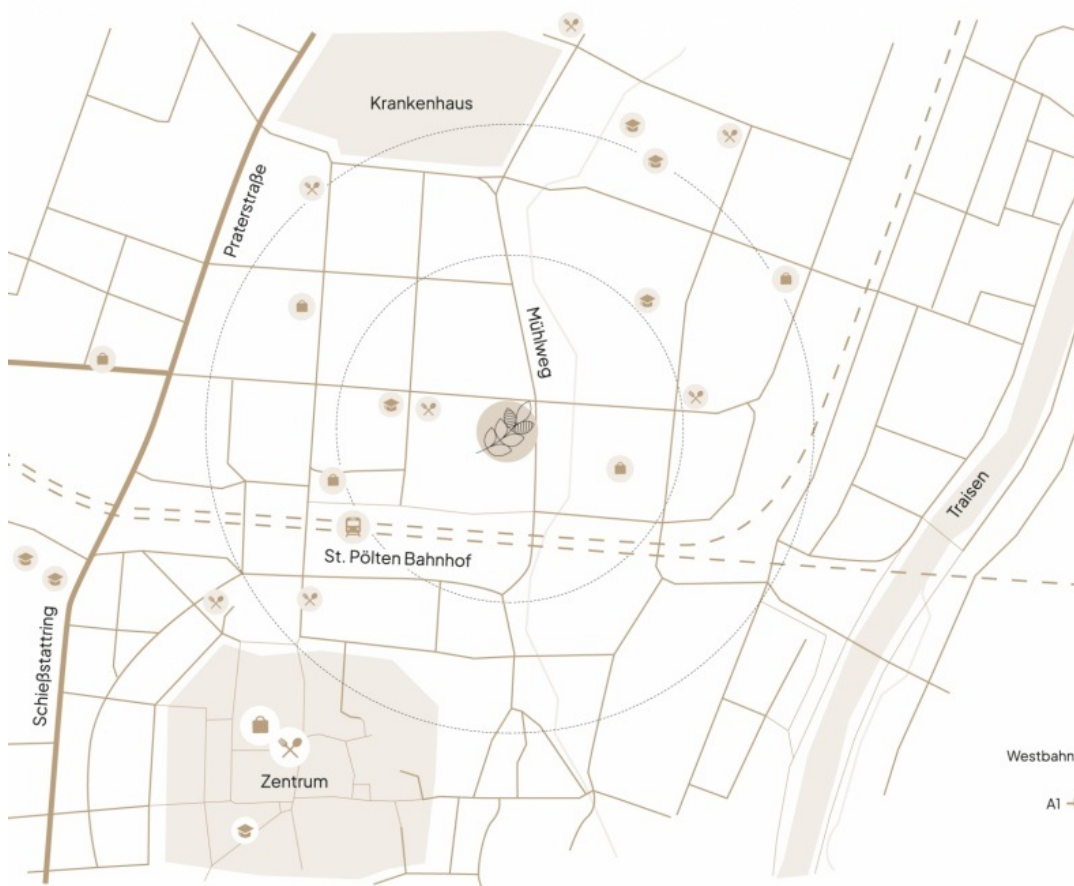 Krankenhaus
Praterstraße
Mühlweg
Traisen
St. Pölten Bahnhof
Schießstattring
Zentrum
Westbahn
A1